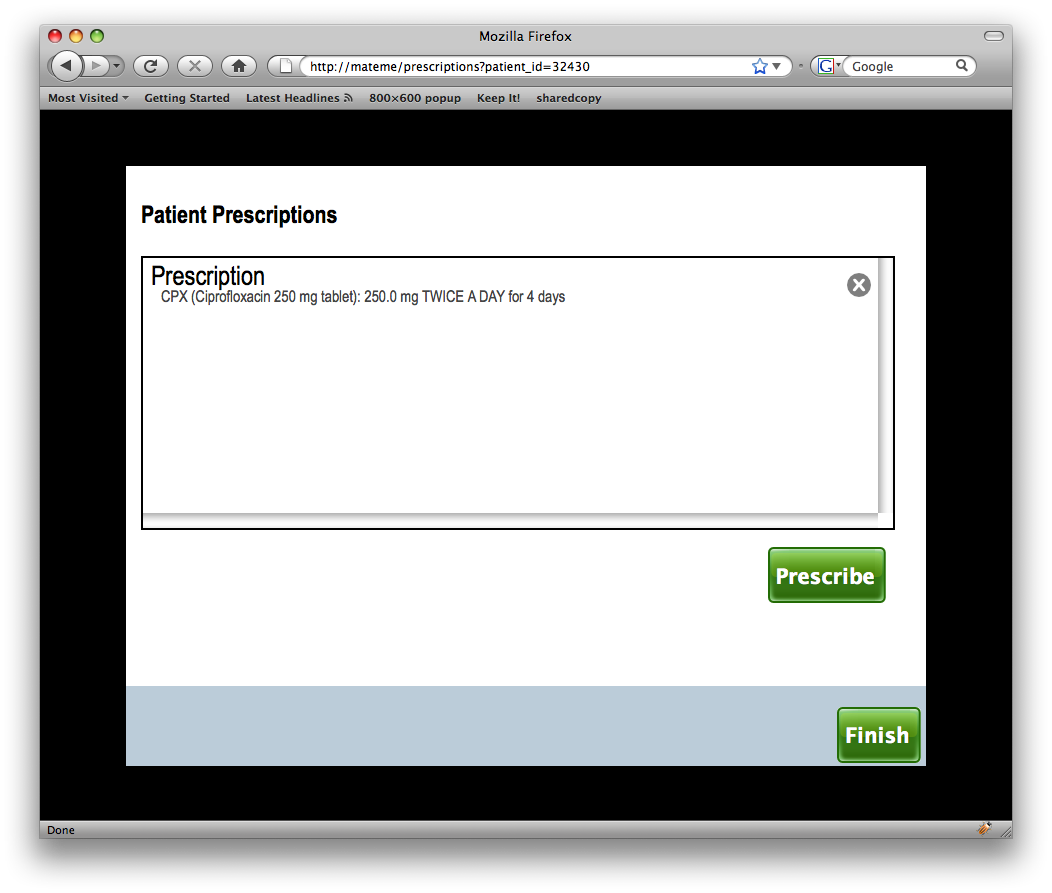 Mozilla Firefox
http://mateme/prescriptions?patient_id=32430
G Google
Most Visited Getting Started Latest Headlines 800×600 popup Keep It! sharedcopy
Patient Prescriptions
Prescription
CPX (Ciprofloxacin 250 mg tablet): 250.0 mg TWICE A DAY for 4 days
Prescribe
Finish
Done